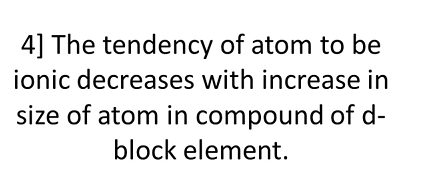 4] The tendency of atom to be
ionic decreases with increase in
size of atom in compound of d-
block element.